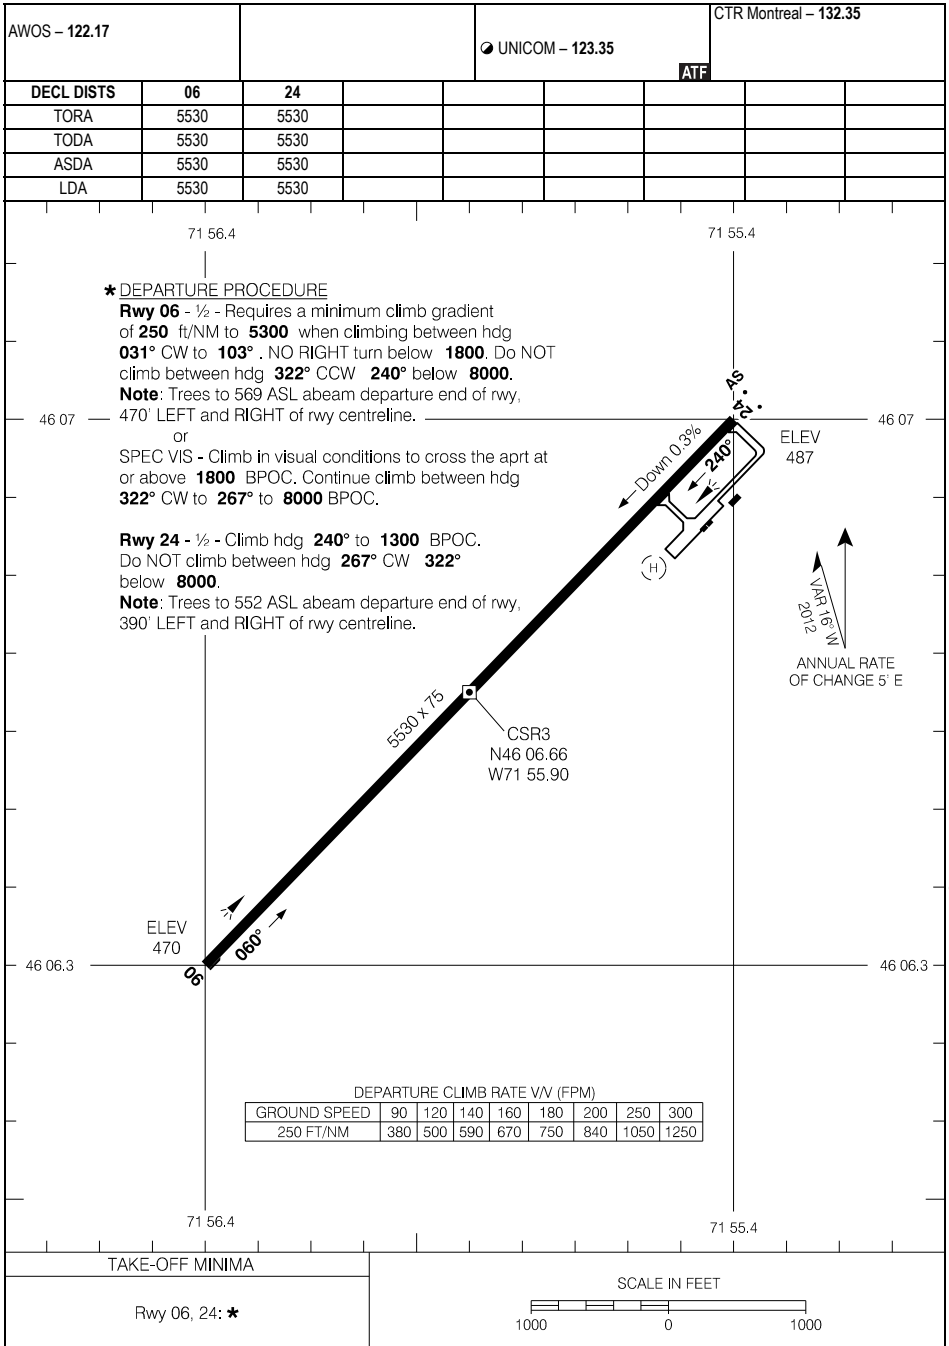 AWOS – 122.17
UNICOM – 123.35
ATF
CTR Montreal – 132.35
DECL DISTS 06 24
TORA 5530 5530
TODA 5530 5530
ASDA 5530 5530
LDA 5530 5530
71 56.4 71 55.4
* DEPARTURE PROCEDURE
Rwy 06 - ½ - Requires a minimum climb gradient
of 250 ft/NM to 5300 when climbing between hdg
031° CW to 103° . NO RIGHT turn below 1800. Do NOT
climb between hdg 322° CCW 240° below 8000.
Note: Trees to 569 ASL abeam departure end of rwy,
470' LEFT and RIGHT of rwy centreline.
or
SPEC VIS - Climb in visual conditions to cross the aprt at
or above 1800 BPOC. Continue climb between hdg
322° CW to 267° to 8000 BPOC.
Rwy 24 - ½ - Climb hdg 240° to 1300 BPOC.
Do NOT climb between hdg 267° CW 322°
below 8000.
Note: Trees to 552 ASL abeam departure end of rwy,
390' LEFT and RIGHT of rwy centreline.
46 07 46 07
AS
24
ELEV
487
Down 0.3%
240°
H
VAR 16° W
2012
ANNUAL RATE
OF CHANGE 5' E
5530 x 75
CSR3
N46 06.66
W71 55.90
ELEV
470
060°
06
46 06.3 46 06.3
DEPARTURE CLIMB RATE V/V (FPM)
GROUND SPEED 90 120 140 160 180 200 250 300
250 FT/NM 380 500 590 670 750 840 1050 1250
71 56.4 71 55.4
TAKE-OFF MINIMA
Rwy 06, 24: *
SCALE IN FEET
1000 0 1000